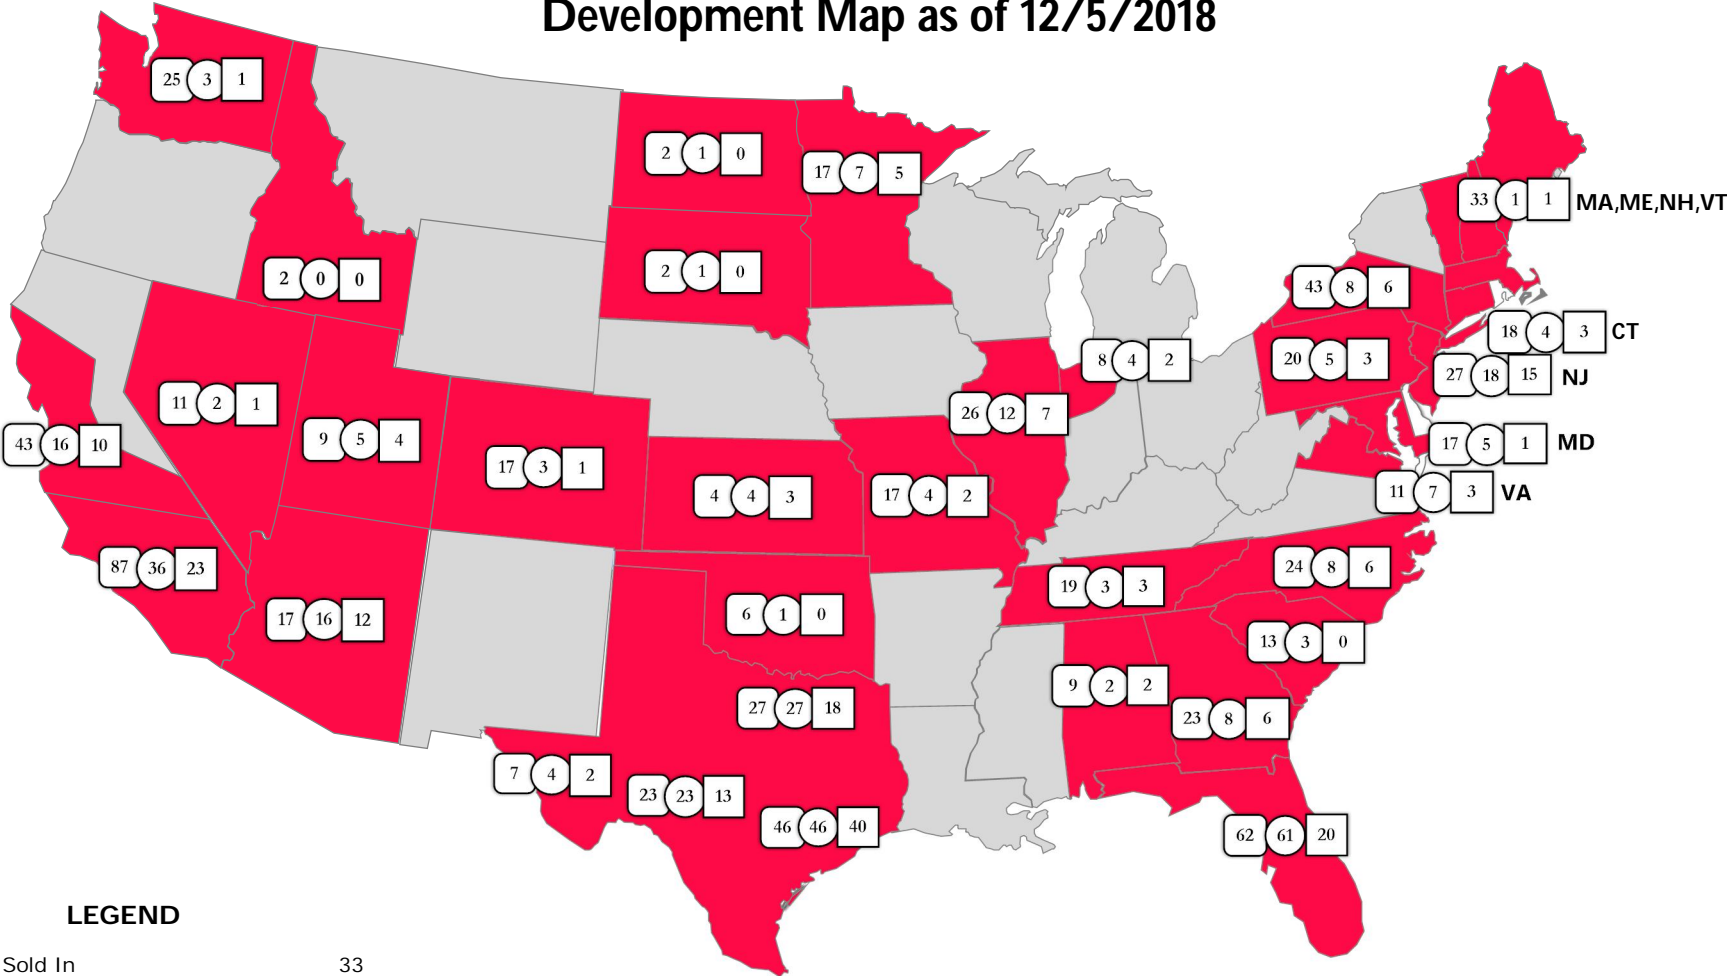 Development Map as of 12/5/2018
25 3 1
2 1 0
17 7 5
33 1 1 MA,ME,NH,VT
2 0 0
2 1 0
43 8 6
18 4 3 CT
8 4 2
20 5 3
27 18 15 NJ
11 2 1
26 12 7
43 16 10
9 5 4
17 5 1 MD
17 3 1
4 4 3
17 4 2
11 7 3 VA
87 36 23
24 8 6
19 3 3
17 16 12
6 1 0
13 3 0
9 2 2
27 27 18
23 8 6
7 4 2
23 23 13
46 46 40
62 61 20
LEGEND
Sold In 33